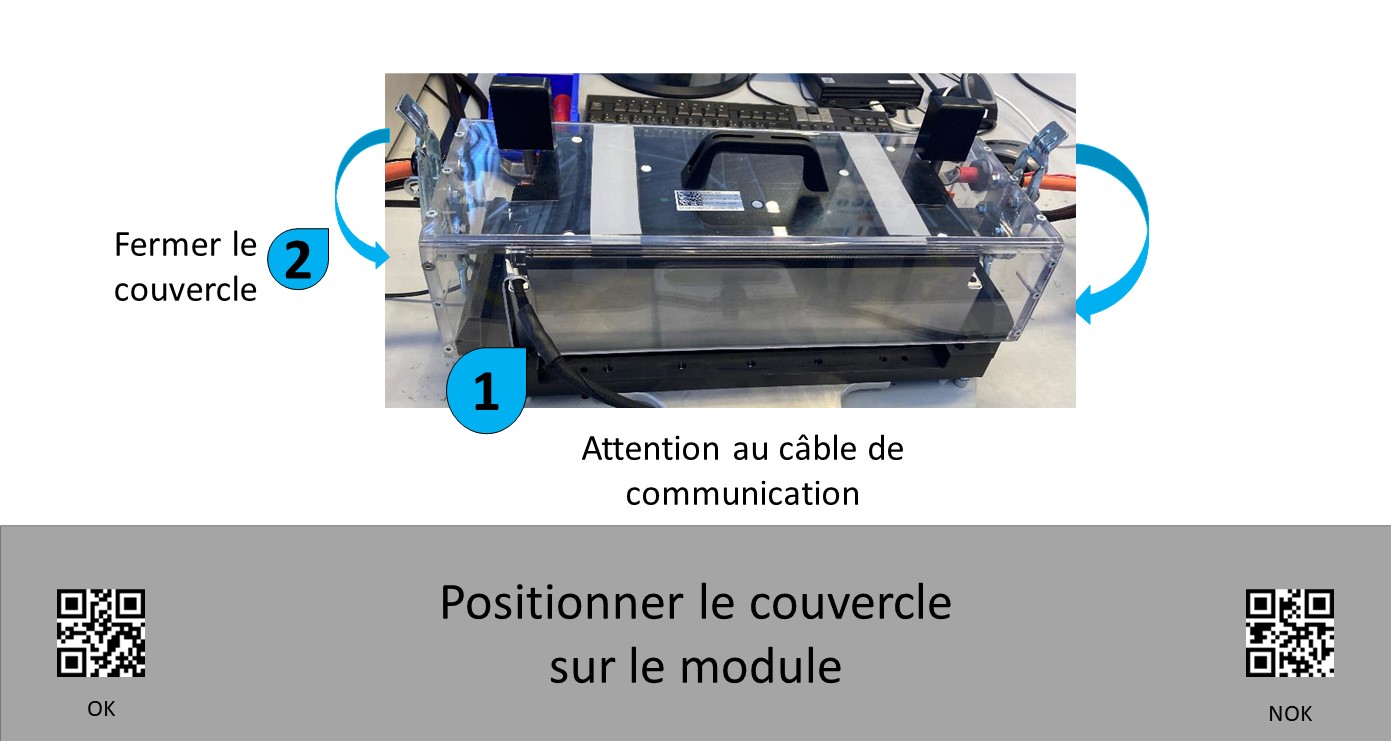 Fermer le
couvercle
2
1
Attention au câble de
communication
Positionner le couvercle
sur le module
OK
NOK